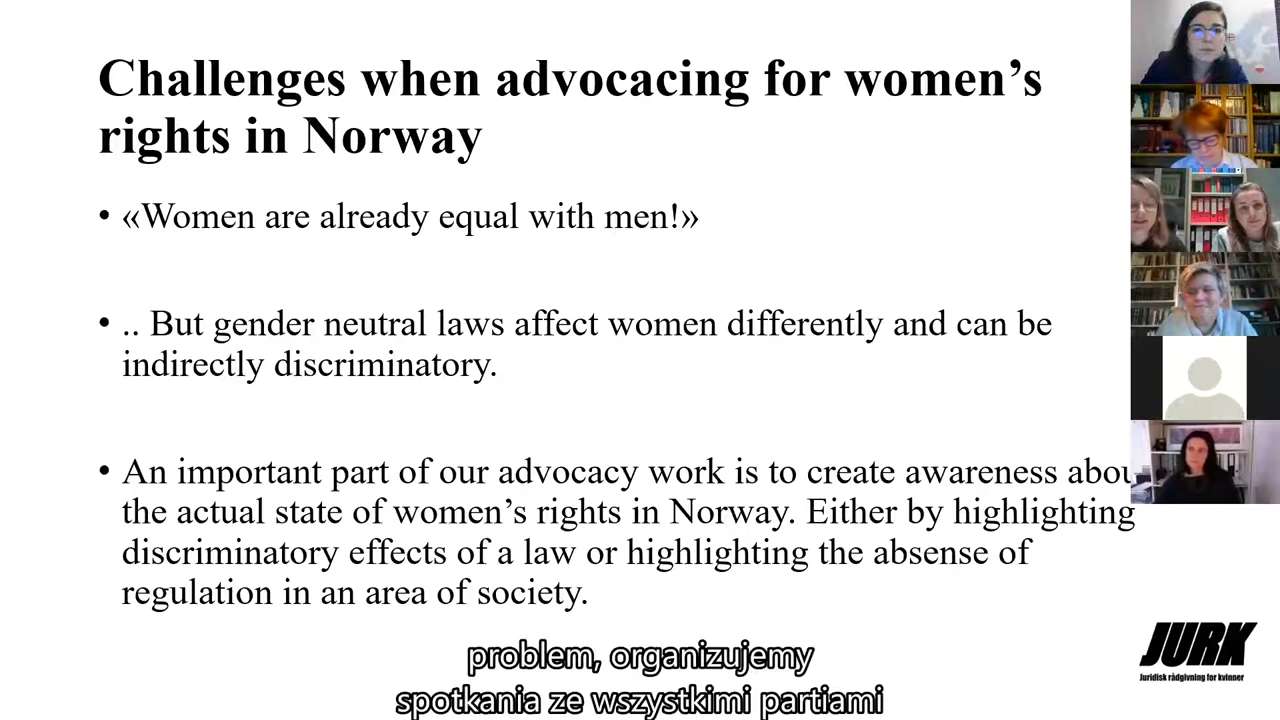 Challenges when advocacing for women’s
rights in Norway
• «Women are already equal with men!»
• .. But gender neutral laws affect women differently and can be
indirectly discriminatory.
• An important part of our advocacy work is to create awareness abou
the actual state of women’s rights in Norway. Either by highlighting
discriminatory effects of a law or highlighting the absense of
regulation in an area of society.
JURK
Juridisk rådgivning for kvinner
problem, organizujemy
spotkania ze wszystkimi partiami